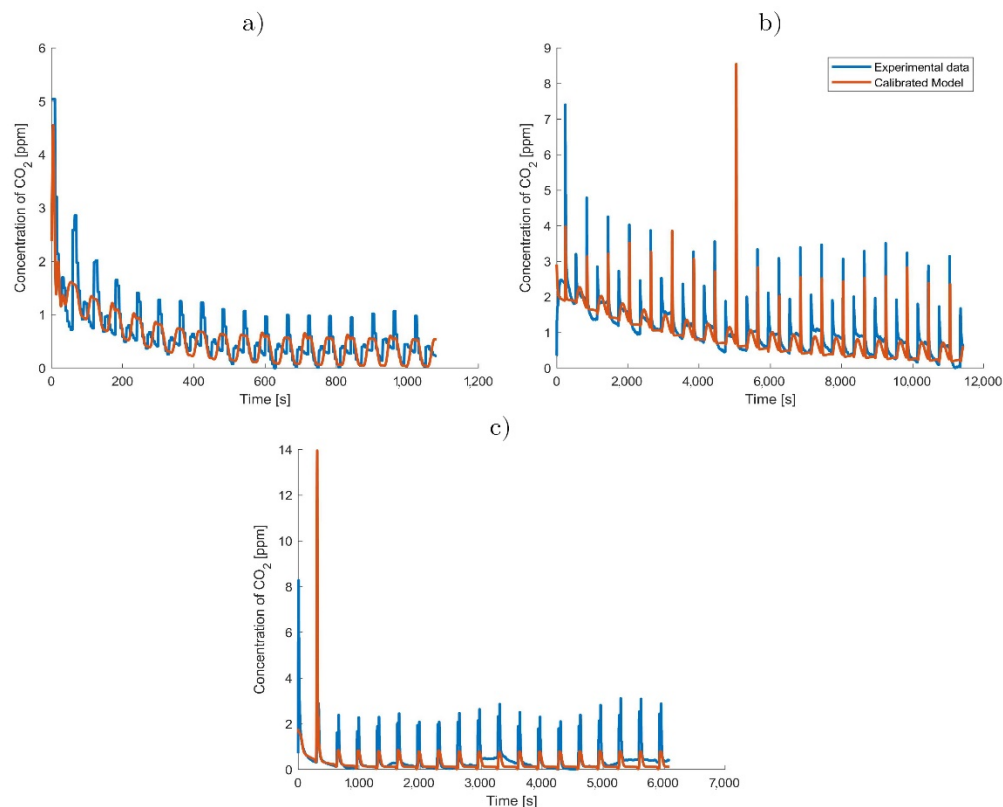 a)
6
5
4
3
2
1
0
Concentration of CO2 [ppm]
0 200 400 600 800 1,000 1,200
Time [s]
b)
9
8
7
6
5
4
3
2
1
0
Concentration of CO2 [ppm]
Experimental data
Calibrated Model
0 2,000 4,000 6,000 8,000 10,000 12,000
Time [s]
c)
14
12
10
8
6
4
2
0
Concentration of CO2 [ppm]
0 1,000 2,000 3,000 4,000 5,000 6,000 7,000
Time [s]